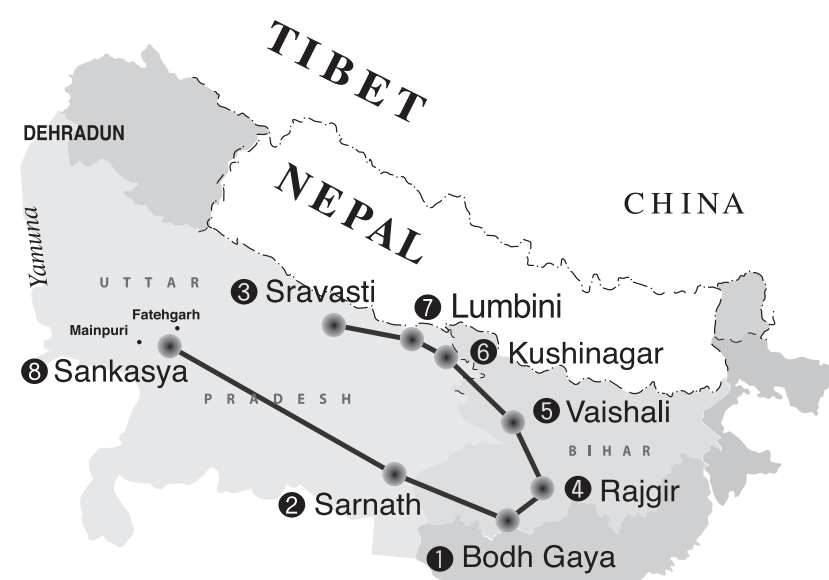 TIBET
DEHRADUN
NEPAL
CHINA
Yamuna
UTTAR
❸ Sravasti
❼ Lumbini
Fatehgarh
Mainpuri
❻ Kushinagar
❽ Sankasya
PRADESH
❺ Vaishali
BIHAR
❹ Rajgir
❷ Sarnath
❶ Bodh Gaya